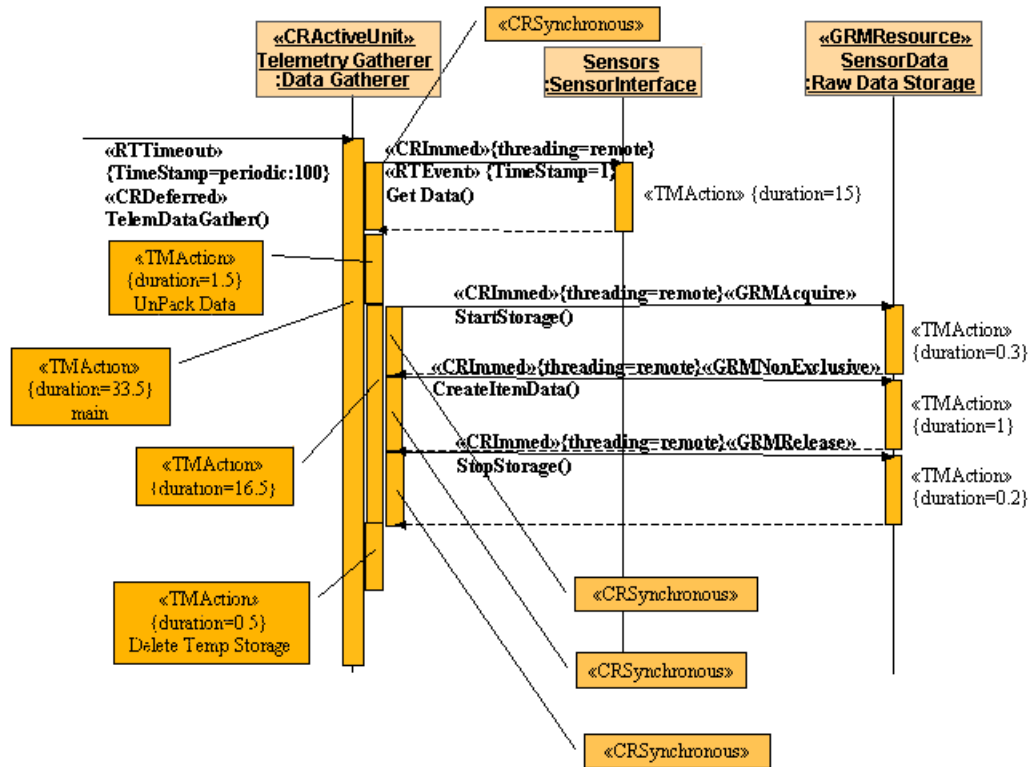 «CRSynchronous»
«CRActiveUnit»
Telemetry Gatherer
:Data Gatherer
Sensors
:SensorInterface
«GRMResource»
SensorData
:Raw Data Storage
«RTTimeout»
{TimeStamp=periodic:100}
«CRDeferred»
TelemDataGather()
«CRImmed»{threading=remote}
«RTEvent» {TimeStamp=1}
Get Data()
«TMAction» {duration=15}
«TMAction»
{duration=1.5}
UnPack Data
«CRImmed»{threading=remote}«GRMAcquire»
StartStorage()
«TMAction»
{duration=0.3}
«TMAction»
{duration=33.5}
main
«CRImmed»{threading=remote}«GRMNonExclusive»
CreateItemData()
«TMAction»
{duration=1}
«TMAction»
{duration=16.5}
«CRImmed»{threading=remote}«GRMRelease»
StopStorage()
«TMAction»
{duration=0.2}
«TMAction»
{duration=0.5}
Delete Temp Storage
«CRSynchronous»
«CRSynchronous»
«CRSynchronous»